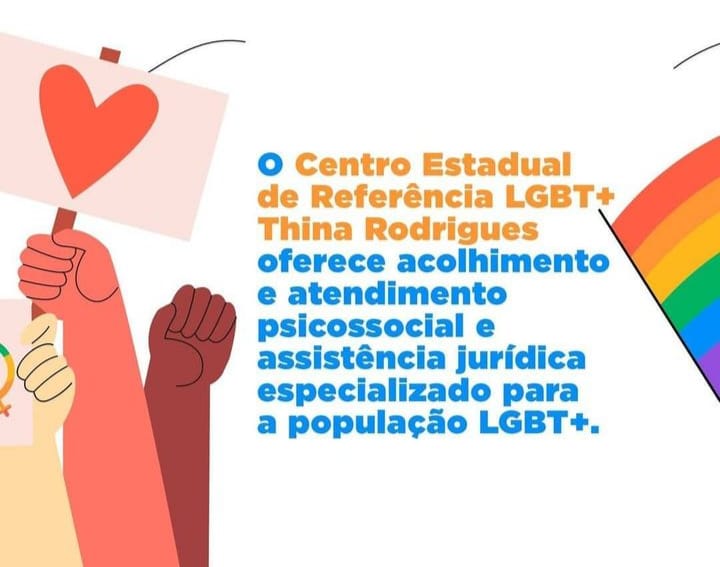 O Centro Estadual
de Referência LGBT+
Thina Rodrigues
oferece acolhimento
e atendimento
psicossocial e
assistência jurídica
especializado para
a população LGBT+.